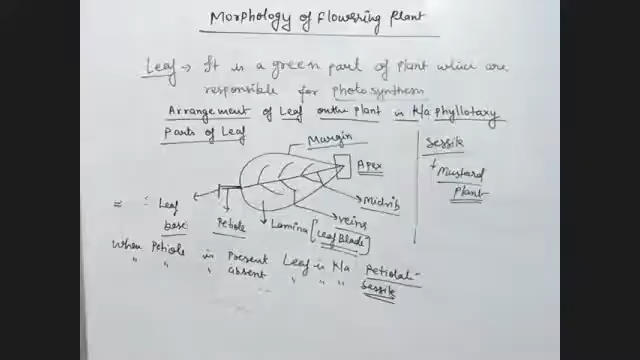 Morphology of Flowering Plant
Leaf → It is a green part of plant which are
responsible for photosynthesis
Arrangement of Leaf on the plant is K/a phyllotaxy
Parts of Leaf
Margin
Apex
Midrib
veins
Lamina [Leaf Blade]
Petiole
Leaf
base
When Petiole is Present Leaf is K/a Petiolate
" " " absent " " " Sessile
Sessile
↓ Mustard
Plant